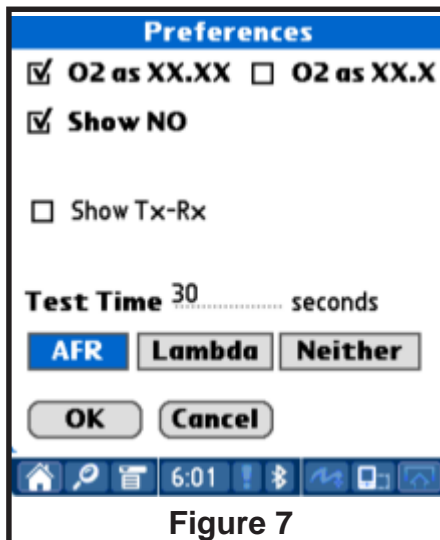 Preferences
O2 as XX.XX O2 as XX.X
Show NO
Show Tx-Rx
Test Time 30 seconds
AFR Lambda Neither
OK Cancel
6:01
Figure 7